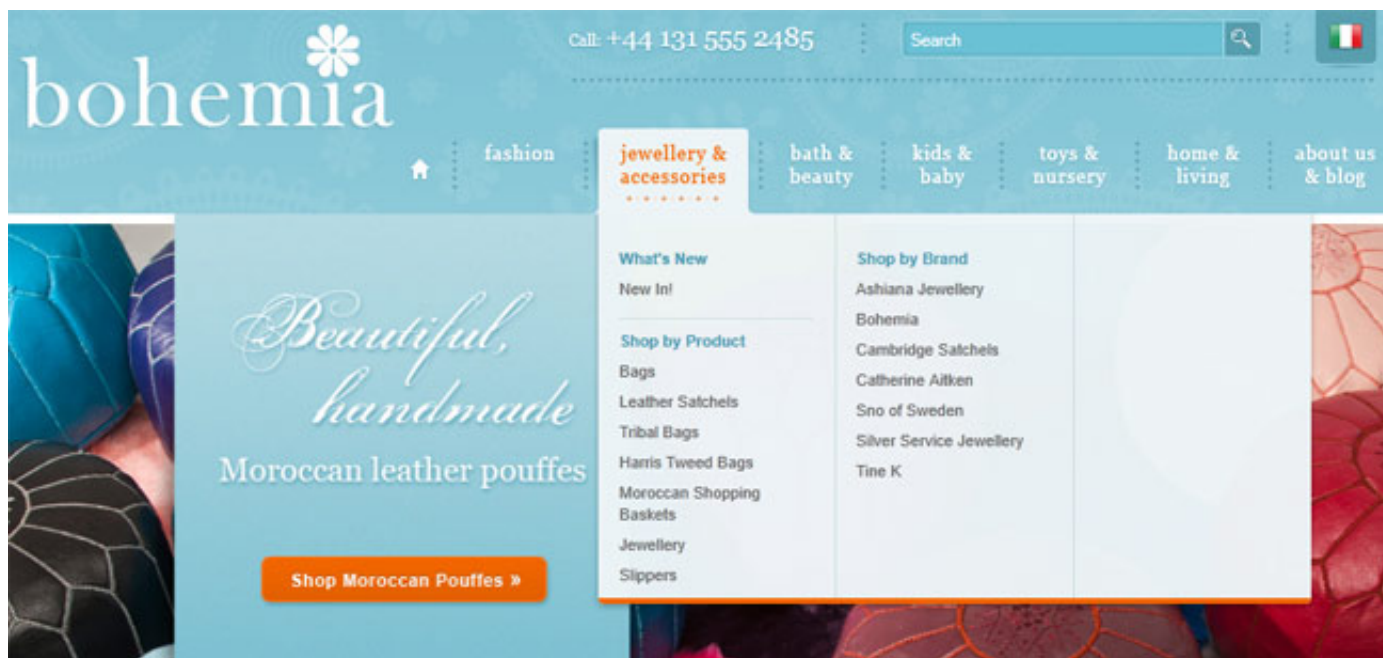 bohemia
Call: +44 131 555 2485
Search
fashion
jewellery &
accessories
bath &
beauty
kids &
baby
toys &
nursery
home &
living
about us
& blog
Beautiful,
handmade
Moroccan leather pouffes
Shop Moroccan Pouffes »
What's New
New In!
Shop by Product
Bags
Leather Satchels
Tribal Bags
Harris Tweed Bags
Moroccan Shopping
Baskets
Jewellery
Slippers
Shop by Brand
Ashiana Jewellery
Bohemia
Cambridge Satchels
Catherine Aitken
Sno of Sweden
Silver Service Jewellery
Tine K